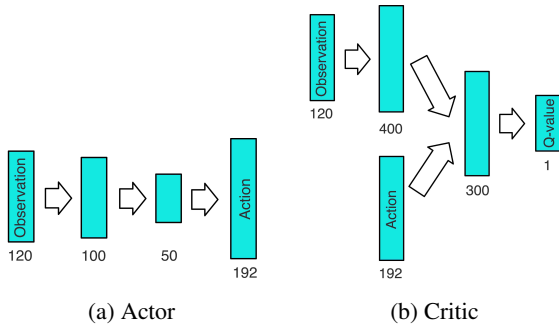 Observation
120
100
50
Action
192
(a) Actor
Observation
120
400
Action
192
300
Q-value
1
(b) Critic